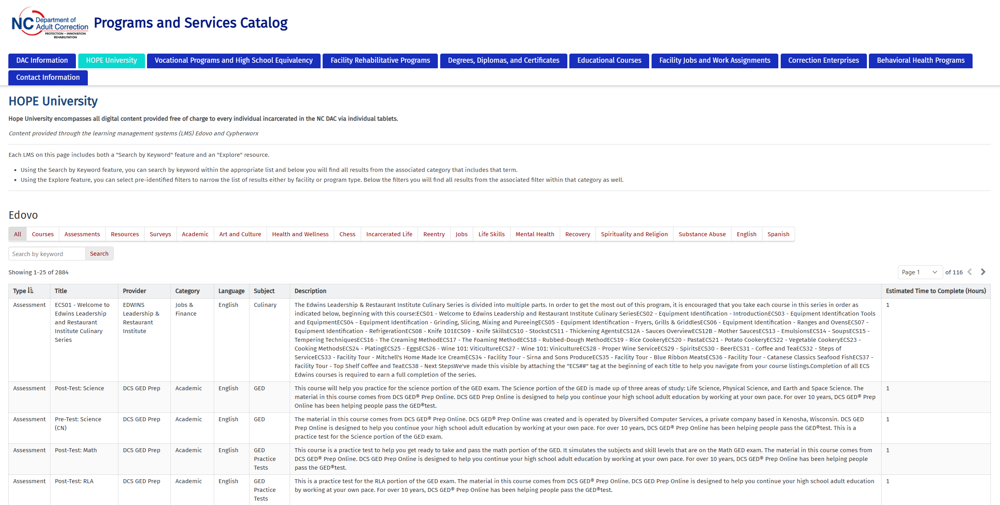 NC Department of
Adult Correction
PROTECTION • INNOVATION
REHABILITATION
Programs and Services Catalog
DAC Information
HOPE University
Vocational Programs and High School Equivalency
Facility Rehabilitative Programs
Degrees, Diplomas, and Certificates
Educational Courses
Facility Jobs and Work Assignments
Correction Enterprises
Behavioral Health Programs
Contact Information
HOPE University
Hope University encompasses all digital content provided free of charge to every individual incarcerated in the NC DAC via individual tablets.
Content provided through the learning management systems (LMS) Edovo and Cypherworx
Each LMS on this page includes both a "Search by Keyword" feature and an "Explore" resource.
• Using the Search by Keyword feature, you can search by keyword within the appropriate list and below you will find all results from the associated category that includes that term.
• Using the Explore feature, you can select pre-identified filters to narrow the list of results either by facility or program type. Below the filters you will find all results from the associated filter within that category as well.
Edovo
All Courses Assessments Resources Surveys Academic Art and Culture Health and Wellness Chess Incarcerated Life Reentry Jobs Life Skills Mental Health Recovery Spirituality and Religion Substance Abuse English Spanish
Search by keyword Search
Showing 1-25 of 2884
Page 1 of 116
Type Title Provider Category Language Subject Description Estimated Time to Complete (Hours)
Assessment
ECS01 - Welcome to
Edwins Leadership
and Restaurant
Institute Culinary
Series
EDWINS
Leadership &
Restaurant
Institute
Jobs &
Finance
English
Culinary
The Edwins Leadership & Restaurant Institute Culinary Series is divided into multiple parts. In order to get the most out of this program, it is encouraged that you take each course in this series in order as
indicated below, beginning with this course:ECS01 - Welcome to Edwins Leadership and Restaurant Institute Culinary SeriesECS02 - Equipment Identification - IntroductionECS03 - Equipment Identification Tools
and EquipmentECS04 - Equipment Identification - Grinding, Slicing, Mixing and PureeingECS05 - Equipment Identification - Fryers, Grills & GriddlesECS06 - Equipment Identification - Ranges and OvensECS07 -
Equipment Identification - RefrigerationECS08 - Knife 101ECS09 - Knife SkillsECS10 - StocksECS11 - Thickening AgentsECS12A - Sauces OverviewECS12B - Mother SaucesECS13 - EmulsionsECS14 - SoupsECS15 -
Tempering TechniquesECS16 - The Creaming MethodECS17 - The Foaming MethodECS18 - Rubbed-Dough MethodECS19 - Rice CookeryECS20 - PastaECS21 - Potato CookeryECS22 - Vegetable CookeryECS23 -
Cooking MethodsECS24 - PlatingECS25 - EggsECS26 - Wine 101: ViticultureECS27 - Wine 101: VinicultureECS28 - Proper Wine ServiceECS29 - SpiritsECS30 - BeerECS31 - Coffee and TeaECS32 - Steps of
ServiceECS33 - Facility Tour - Mitchell's Home Made Ice CreamECS34 - Facility Tour - Sirna and Sons ProduceECS35 - Facility Tour - Blue Ribbon MeatsECS36 - Facility Tour - Catanese Classics Seafood FishECS37 -
Facility Tour - Top Shelf Coffee and TeaECS38 - Next StepsWe've made this visible by attaching the "ECS##" tag at the beginning of each title to help you navigate from your course listings.Completion of all ECS
Edwins courses is required to earn a full completion of the series.
1
Assessment
Post-Test: Science
DCS GED Prep
Academic
English
GED
This course will help you practice for the science portion of the GED exam. The Science portion of the GED is made up of three areas of study: Life Science, Physical Science, and Earth and Space Science. The
material in this course comes from DCS GED® Prep Online. DCS GED Prep Online is designed to help you continue your high school adult education by working at your own pace. For over 10 years, DCS GED® Prep
Online has been helping people pass the GED®test.
1
Assessment
Pre-Test: Science
(CN)
DCS GED Prep
Academic
English
GED
The material in this course comes from DCS GED® Prep Online. DCS GED® Prep Online was created and is operated by Diversified Computer Services, a private company based in Kenosha, Wisconsin. DCS GED
Prep Online is designed to help you continue your high school adult education by working at your own pace. For over 10 years, DCS GED® Prep Online has been helping people pass the GED®test. This is a
practice test for the Science portion of the GED exam.
1
Assessment
Post-Test: Math
DCS GED Prep
Academic
English
GED
Practice
Tests
This course is a practice test to help you get ready to take and pass the math portion of the GED. It simulates the subjects and skill levels that are on the Math GED exam. The material in this course comes from
DCS GED® Prep Online. DCS GED Prep Online is designed to help you continue your high school adult education by working at your own pace. For over 10 years, DCS GED® Prep Online has been helping people
pass the GED®test.
1
Assessment
Post-Test: RLA
DCS GED Prep
Academic
English
GED
Practice
Tests
This is a practice test for the RLA portion of the GED exam. The material in this course comes from DCS GED® Prep Online. DCS GED Prep Online is designed to help you continue your high school adult education
by working at your own pace. For over 10 years, DCS GED® Prep Online has been helping people pass the GED®test.
1